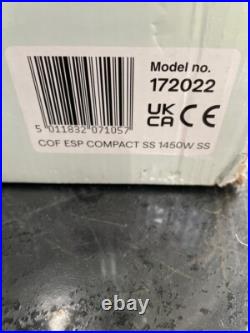 Model no.
172022
5 011832 071057
UK
CA CE
COF ESP COMPACT SS 1450W SS